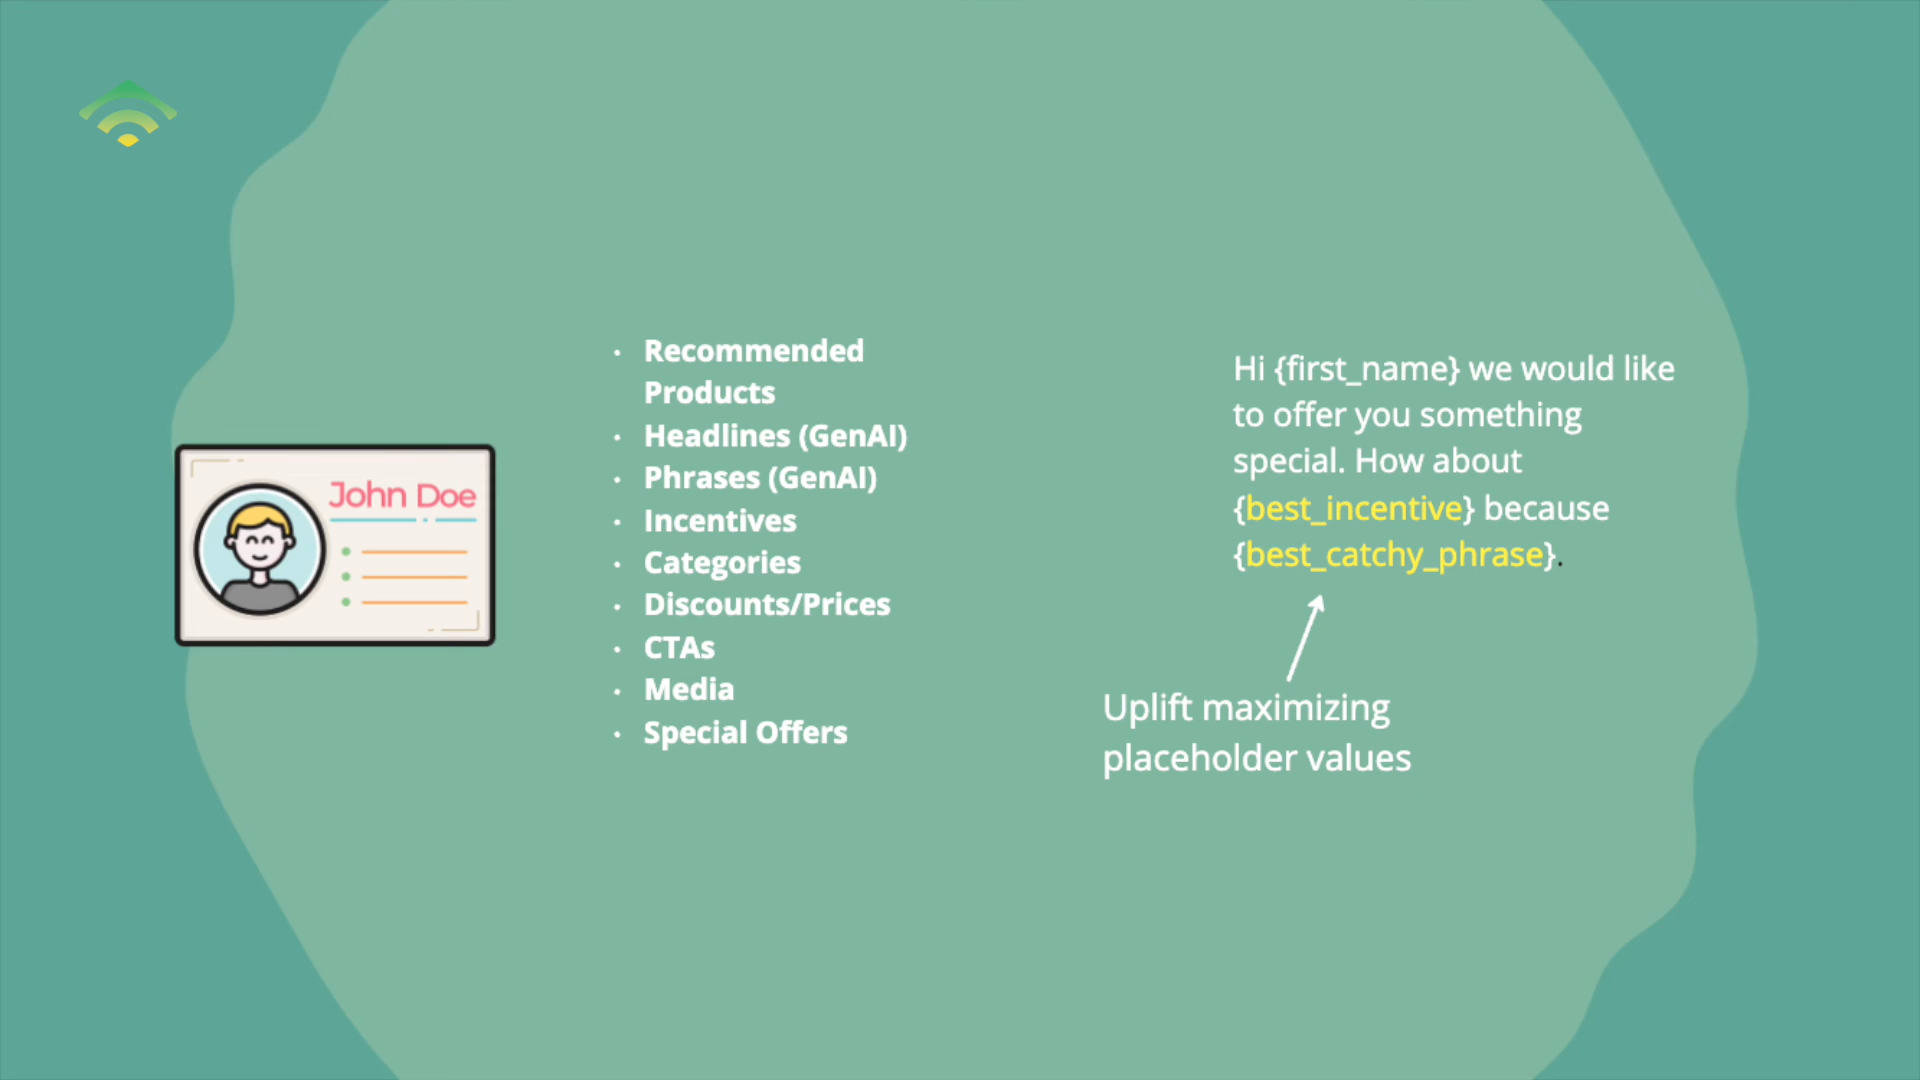 John Doe
· Recommended
Products
· Headlines (GenAI)
· Phrases (GenAI)
· Incentives
· Categories
· Discounts/Prices
· CTAs
· Media
· Special Offers
Hi {first_name} we would like
to offer you something
special. How about
{best_incentive} because
{best_catchy_phrase}.
Uplift maximizing
placeholder values